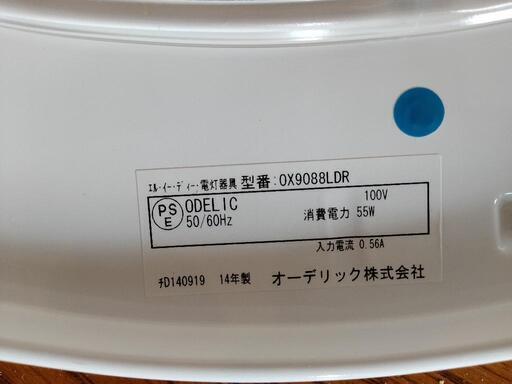 ｴﾙ・ｲｰ・ディー・電灯器具 型番:OX9088LDR
PS
E
ODELIC
100V
50/60Hz
消費電力 55W
入力電流 0.56A
ﾁD140919 14年製 オーデリック株式会社